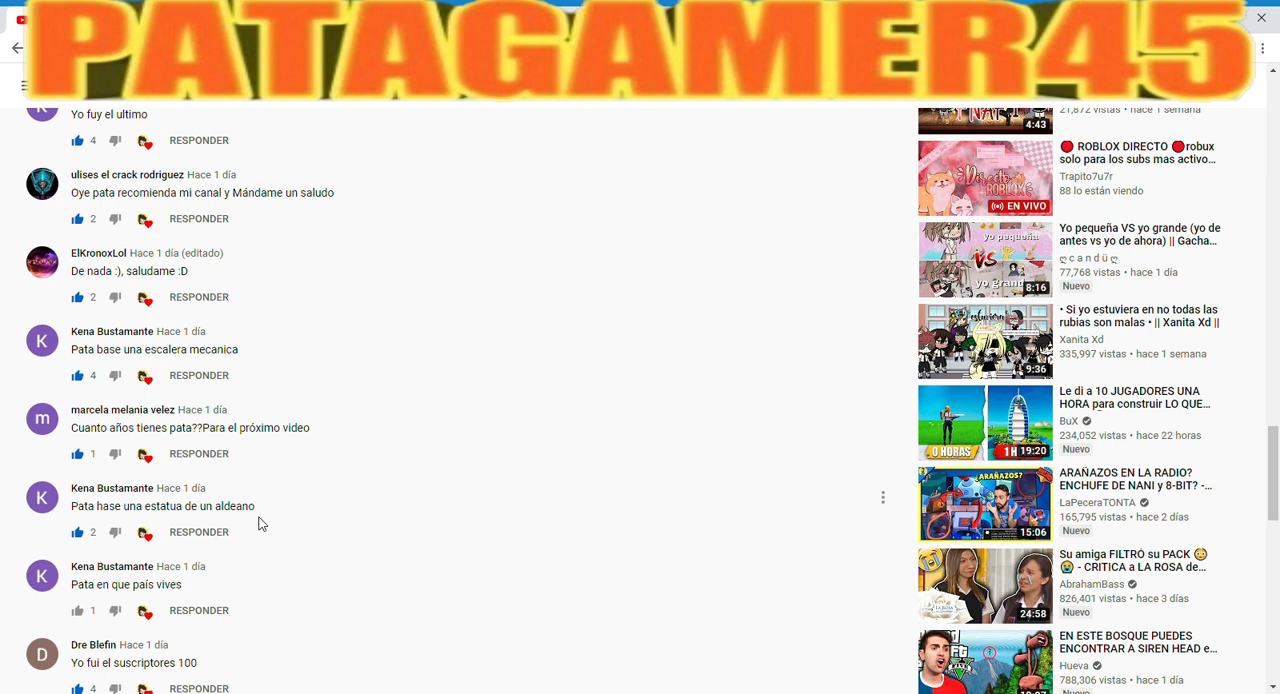 PATAGAMER45
Yo fuy el ultimo
4 RESPONDER
ulises el crack rodriguez Hace 1 día
Oye pata recomienda mi canal y Mándame un saludo
2 RESPONDER
ElKronoxLol Hace 1 día (editado)
De nada :), saludame :D
2 RESPONDER
K
Kena Bustamante Hace 1 día
Pata base una escalera mecanica
4 RESPONDER
m
marcela melania velez Hace 1 día
Cuanto años tienes pata??Para el próximo video
1 RESPONDER
K
Kena Bustamante Hace 1 día
Pata hase una estatua de un aldeano
2 RESPONDER
K
Kena Bustamante Hace 1 día
Pata en que país vives
1 RESPONDER
D
Dre Blefin Hace 1 día
Yo fui el suscriptores 100
4 RESPONDER
4:43
21,872 vistas • hace 1 semana
Directo
ROBLOX
EN VIVO
🔴 ROBLOX DIRECTO 🔴robux
solo para los subs mas activo...
Trapito7u7r
88 lo están viendo
yo pequeña
VS
yo grand
8:16
Yo pequeña VS yo grande (yo de
antes vs yo de ahora) || Gacha...
ღ c a n d ü ღ
77,768 vistas • hace 1 día
Nuevo
9:36
• Si yo estuviera en no todas las
rubias son malas • || Xanita Xd ||
Xanita Xd
335,997 vistas • hace 1 semana
0 HORAS
19:20
Le di a 10 JUGADORES UNA
HORA para construir LO QUE...
BuX
234,052 vistas • hace 22 horas
Nuevo
¿ARAÑAZOS?
15:06
ARAÑAZOS EN LA RADIO?
ENCHUFE DE NANI y 8-BIT? -...
LaPeceraTONTA
165,795 vistas • hace 2 días
Nuevo
24:58
Su amiga FILTRÓ su PACK 😳
😭 - CRITICA a LA ROSA de...
AbrahamBass
826,401 vistas • hace 3 días
Nuevo
EN ESTE BOSQUE PUEDES
ENCONTRAR A SIREN HEAD e...
Hueva
788,306 vistas • hace 1 día
Nuevo